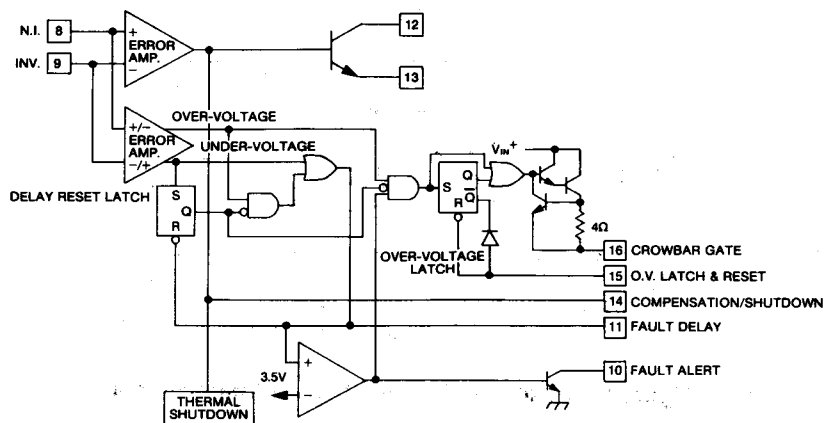 N.I. 8
INV. 9
+
ERROR
AMP.
−
12
13
+/−
ERROR
AMP.
−/+
OVER-VOLTAGE
UNDER-VOLTAGE
DELAY RESET LATCH
S
Q
R
S
Q
Q
R
OVER-VOLTAGE
LATCH
VIN+
4Ω
16 CROWBAR GATE
15 O.V. LATCH & RESET
14 COMPENSATION/SHUTDOWN
11 FAULT DELAY
10 FAULT ALERT
3.5V
+
−
THERMAL
SHUTDOWN